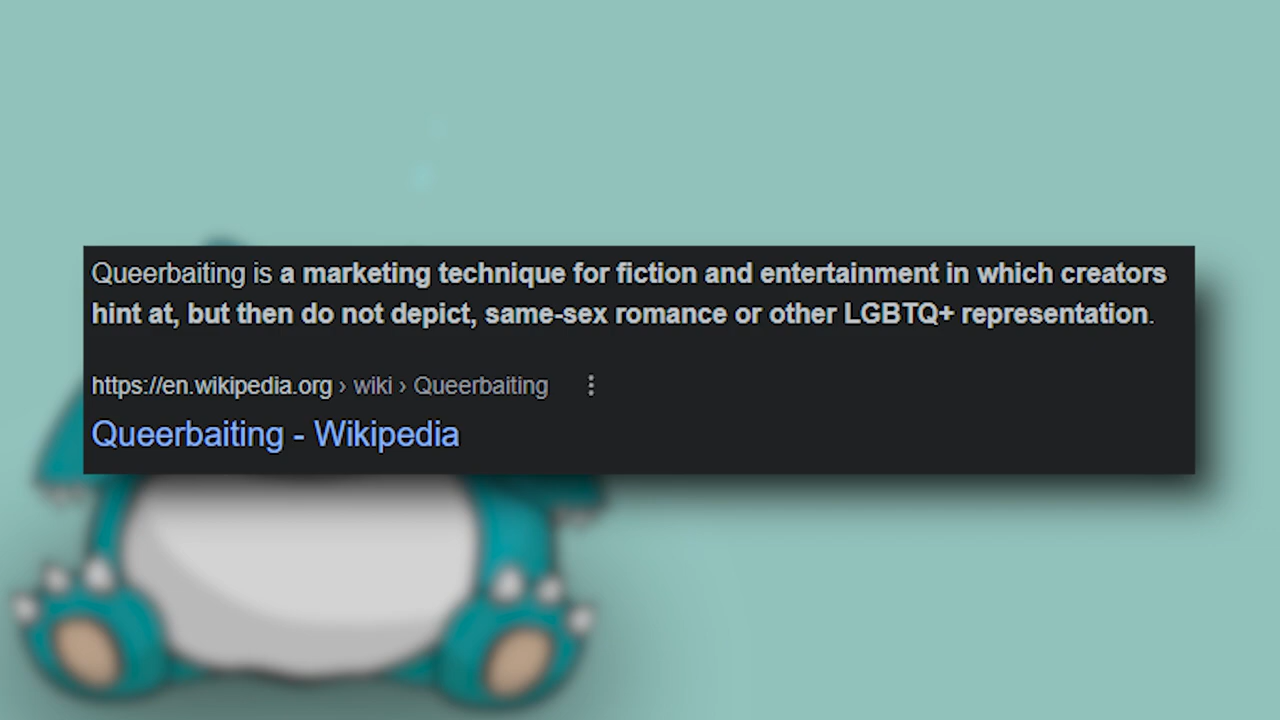 Queerbaiting is a marketing technique for fiction and entertainment in which creators
hint at, but then do not depict, same-sex romance or other LGBTQ+ representation.
https://en.wikipedia.org › wiki › Queerbaiting
Queerbaiting - Wikipedia